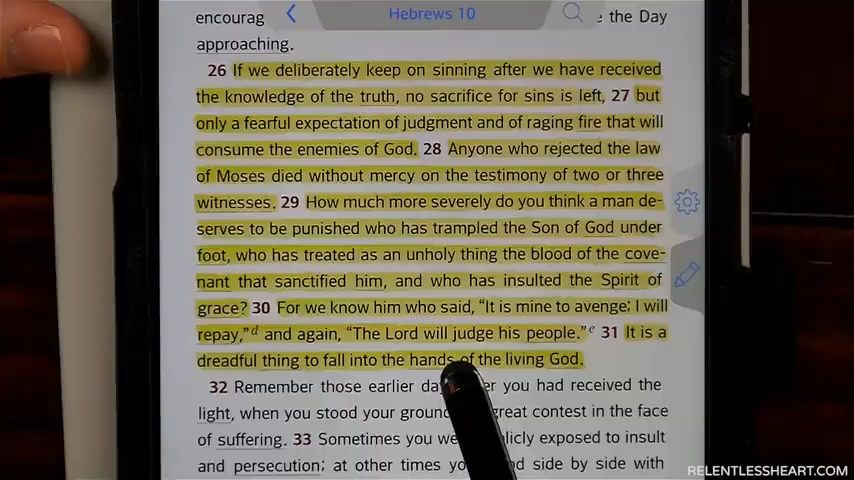 Hebrews 10
encourag e the Day
approaching.
26 If we deliberately keep on sinning after we have received
the knowledge of the truth, no sacrifice for sins is left, 27 but
only a fearful expectation of judgment and of raging fire that will
consume the enemies of God. 28 Anyone who rejected the law
of Moses died without mercy on the testimony of two or three
witnesses. 29 How much more severely do you think a man de-
serves to be punished who has trampled the Son of God under
foot, who has treated as an unholy thing the blood of the cove-
nant that sanctified him, and who has insulted the Spirit of
grace? 30 For we know him who said, “It is mine to avenge; I will
repay,”d and again, “The Lord will judge his people.”e 31 It is a
dreadful thing to fall into the hands of the living God.
32 Remember those earlier da er you had received the
light, when you stood your groun great contest in the face
of suffering. 33 Sometimes you we licly exposed to insult
and persecution; at other times yo d side by side with
RELENTLESSHEART.COM